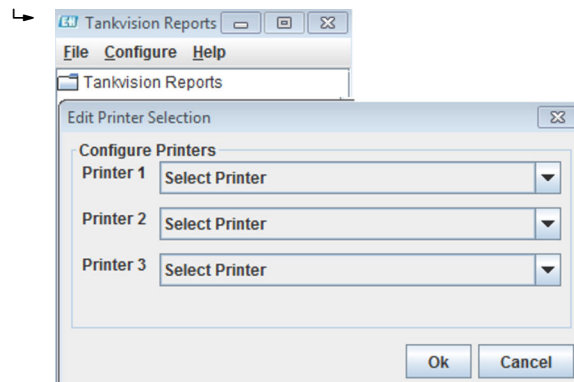 Tankvision Reports
File Configure Help
Tankvision Reports
Edit Printer Selection
Configure Printers
Printer 1 Select Printer
Printer 2 Select Printer
Printer 3 Select Printer
Ok Cancel